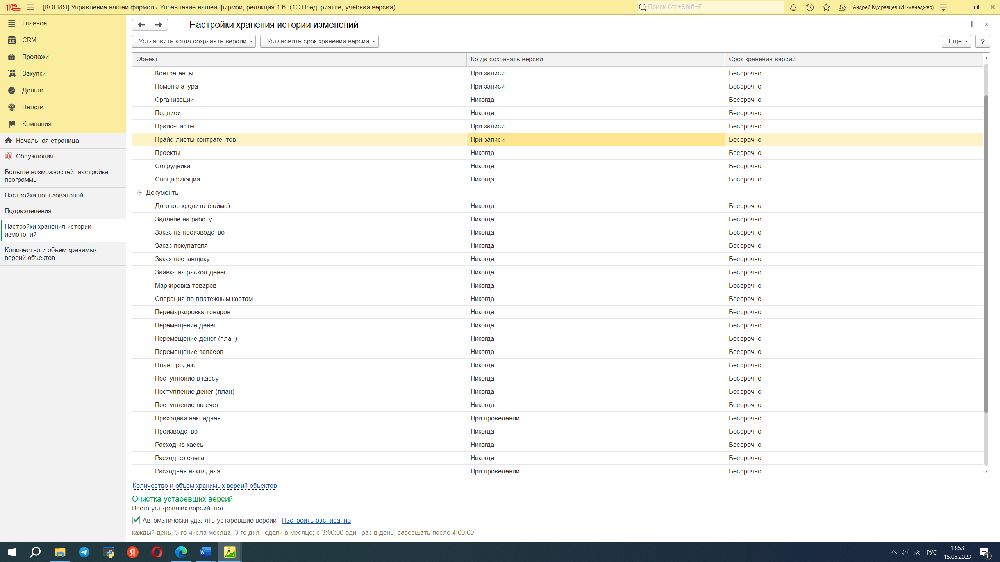 [КОПИЯ] Управление нашей фирмой / Управление нашей фирмой, редакция 1.6 (1С:Предприятие, учебная версия)
Поиск Ctrl+Shift+F
Андрей Кудрявцев (ИТ-менеджер)
Главное
CRM
Продажи
Закупки
Деньги
Налоги
Компания
Начальная страница
Обсуждения
Больше возможностей: настройка
программы
Настройки пользователей
Подразделения
Настройки хранения истории
изменений
Количество и объем хранимых
версий объектов
Настройки хранения истории изменений
Установить когда сохранять версии
Установить срок хранения версий
Еще
?
Объект Когда сохранять версии Срок хранения версий
Контрагенты При записи Бессрочно
Номенклатура При записи Бессрочно
Организации Никогда Бессрочно
Подписи Никогда Бессрочно
Прайс-листы При записи Бессрочно
Прайс-листы контрагентов При записи Бессрочно
Проекты Никогда Бессрочно
Сотрудники Никогда Бессрочно
Спецификации Никогда Бессрочно
Документы
Договор кредита (займа) Никогда Бессрочно
Задание на работу Никогда Бессрочно
Заказ на производство Никогда Бессрочно
Заказ покупателя Никогда Бессрочно
Заказ поставщику Никогда Бессрочно
Заявка на расход денег Никогда Бессрочно
Маркировка товаров Никогда Бессрочно
Операция по платежным картам Никогда Бессрочно
Перемаркировка товаров Никогда Бессрочно
Перемещение денег Никогда Бессрочно
Перемещение денег (план) Никогда Бессрочно
Перемещение запасов Никогда Бессрочно
План продаж Никогда Бессрочно
Поступление в кассу Никогда Бессрочно
Поступление денег (план) Никогда Бессрочно
Поступление на счет Никогда Бессрочно
Приходная накладная При проведении Бессрочно
Производство Никогда Бессрочно
Расход из кассы Никогда Бессрочно
Расход со счета Никогда Бессрочно
Расходная накладная При проведении Бессрочно
Количество и объем хранимых версий объектов
Очистка устаревших версий
Всего устаревших версий: нет
Автоматически удалять устаревшие версии Настроить расписание
каждый день, 5-го числа месяца, 3-го дня недели в месяце; с 3:00:00 один раз в день, завершать после 4:00:00
РУС
13:53
15.05.2023
1